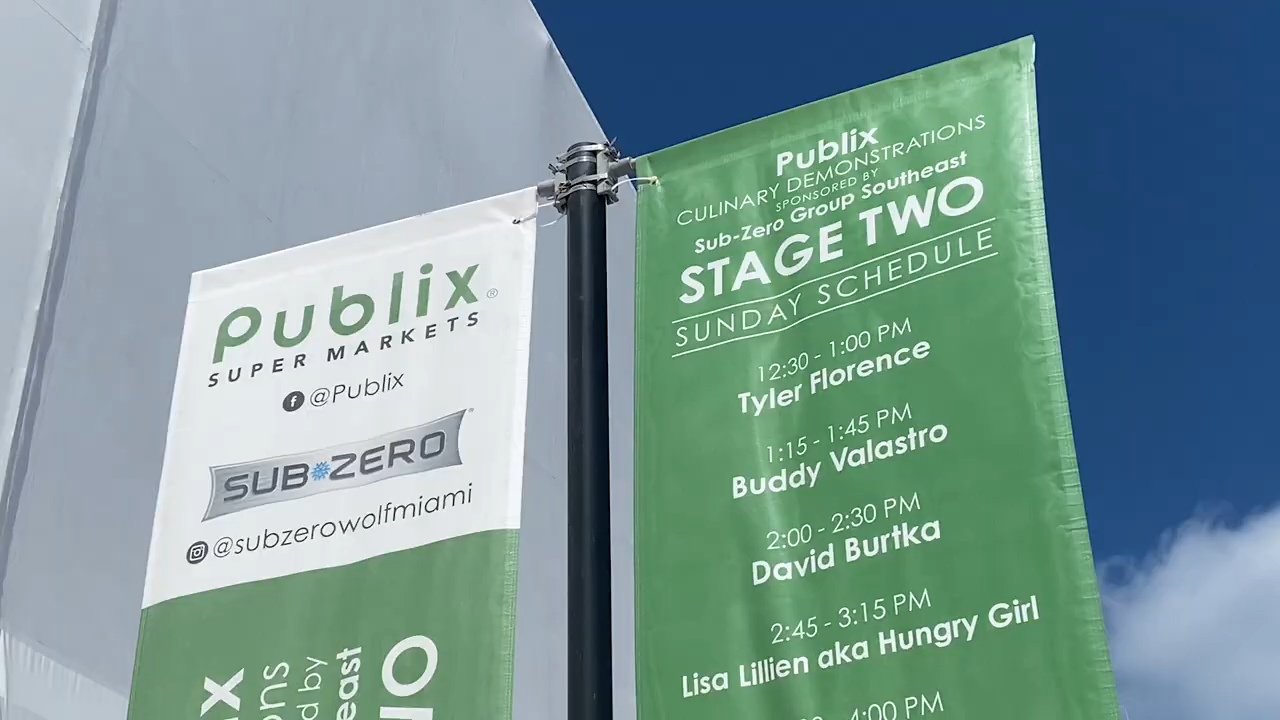 Publix
SUPER MARKETS
@Publix
SUB ZERO
@subzerowolfmiami
Publix
CULINARY DEMONSTRATIONS
SPONSORED BY
Sub-Zero Group Southeast
STAGE TWO
SUNDAY SCHEDULE
12:30 - 1:00 PM
Tyler Florence
1:15 - 1:45 PM
Buddy Valastro
2:00 - 2:30 PM
David Burtka
2:45 - 3:15 PM
Lisa Lillien aka Hungry Girl
4:00 PM